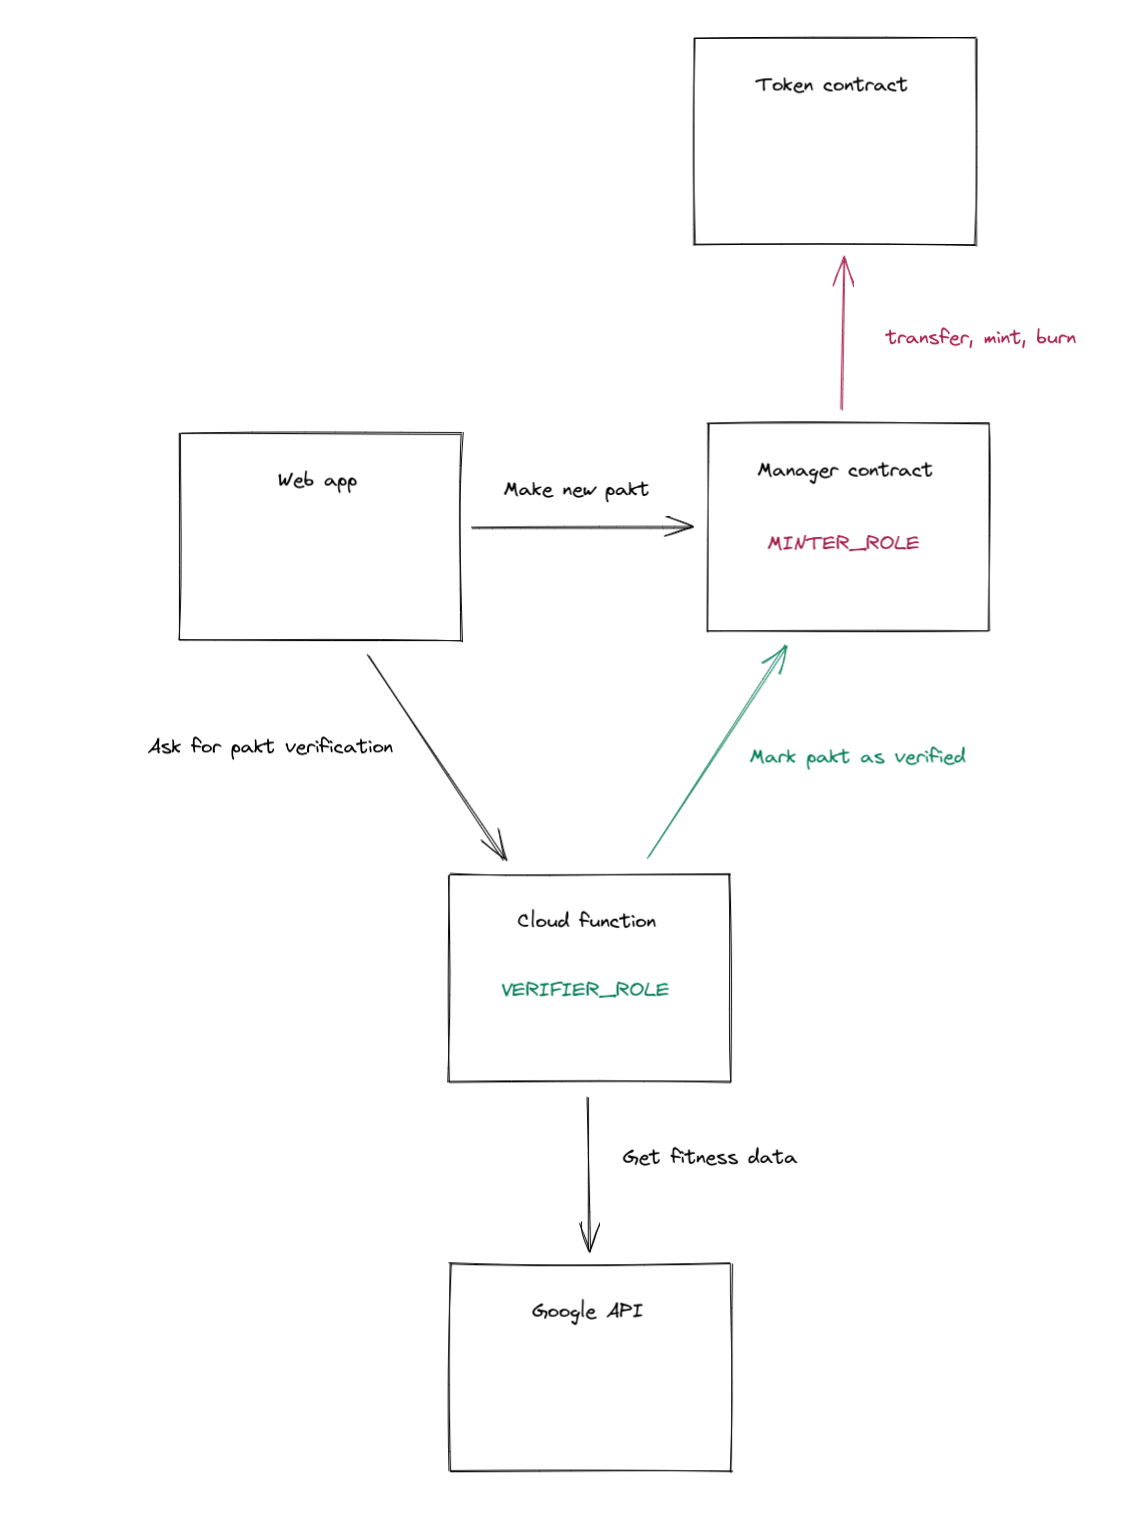 Token contract
transfer, mint, burn
Web app
Make new pakt
Manager contract
MINTER_ROLE
Ask for pakt verification
Mark pakt as verified
Cloud function
VERIFIER_ROLE
Get fitness data
Google API